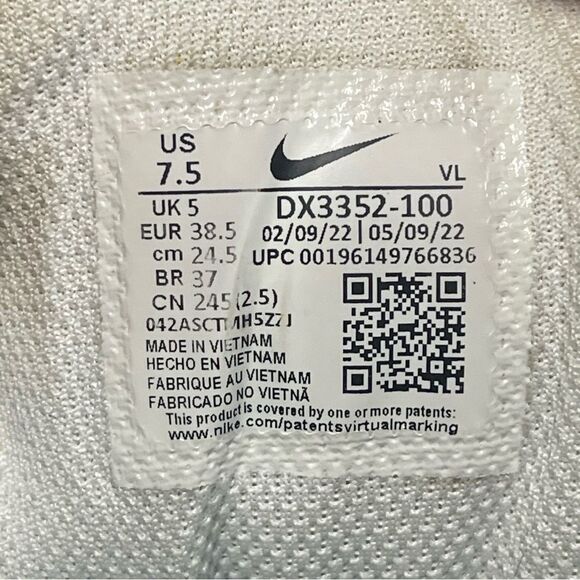 US
7.5
VL
UK 5
DX3352-100
EUR 38.5
02/09/22 | 05/09/22
cm 24.5
UPC 00196149766836
BR 37
CN 245 (2.5)
MADE IN VIETNAM
HECHO EN VIETNAM
FABRIQUE AU VIETNAM
FABRICADO NO VIETNÃ
This product is covered by one or more patents:
www.nike.com/patentsvirtualmarking